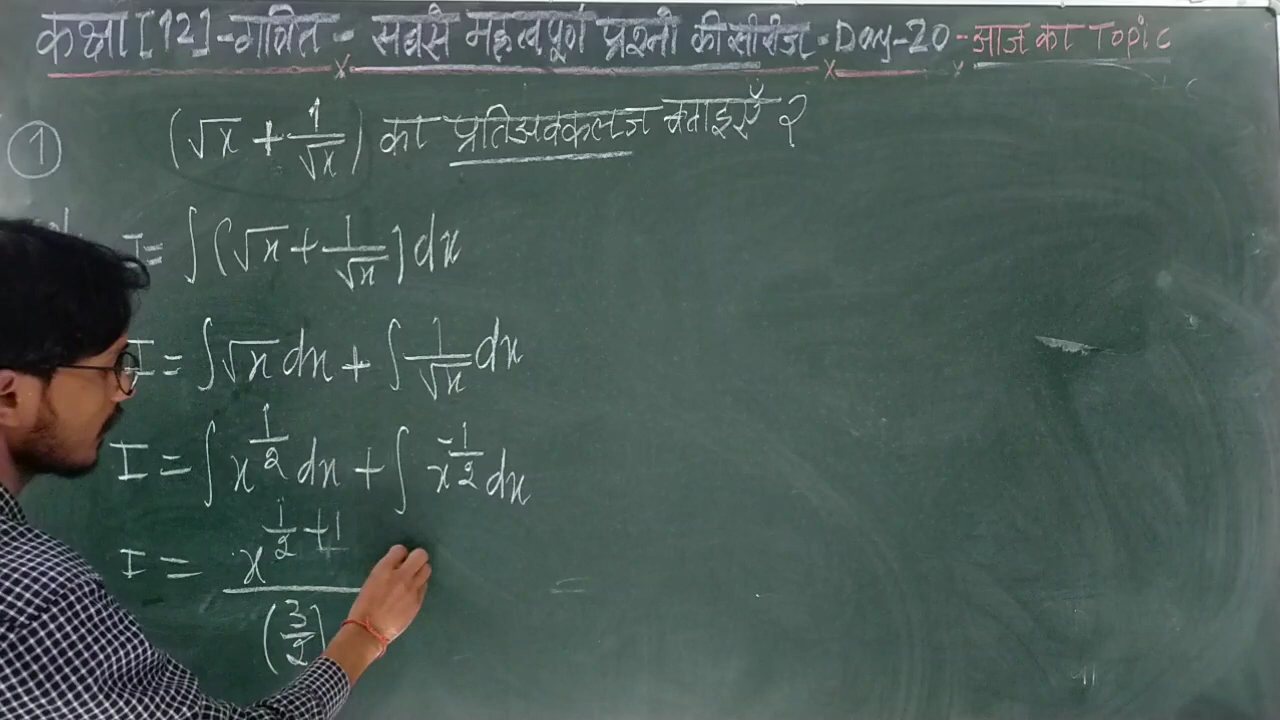 कक्षा [12]-गणित - सबसे महत्वपूर्ण प्रश्नों की सीरीज - Day-20 - आज का Topic
① (√x + 1/√x) का प्रतिअवकलज बताइएँ ?
I = ∫(√x + 1/√x)dx
I = ∫√x dx + ∫ 1/√x dx
I = ∫ x^(1/2) dx + ∫ x^(-1/2) dx
I = x^(1/2 + 1) / (3/2)